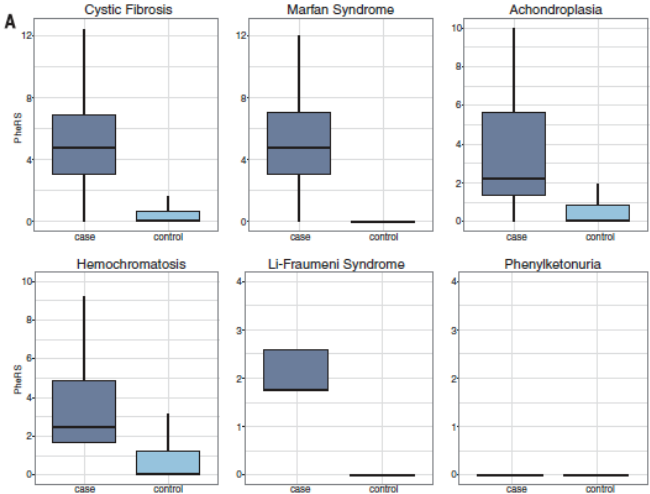 A
Cystic Fibrosis
Marfan Syndrome
Achondroplasia
PheRS
12
8
4
0
case
control
12
8
4
0
case
control
10
8
6
4
2
0
case
control
Hemochromatosis
Li-Fraumeni Syndrome
Phenylketonuria
PheRS
10
8
6
4
2
0
case
control
4
3
2
1
0
case
control
4
3
2
1
0
case
control